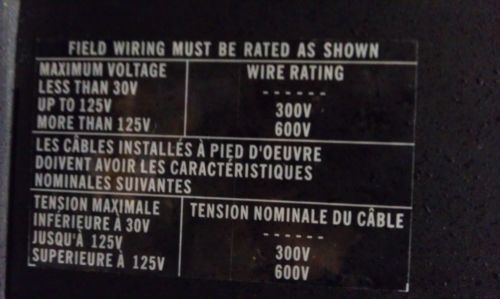 FIELD WIRING MUST BE RATED AS SHOWN
MAXIMUM VOLTAGE WIRE RATING
LESS THAN 30V ------
UP TO 125V 300V
MORE THAN 125V 600V
LES CÂBLES INSTALLÉS À PIED D'OEUVRE
DOIVENT AVOIR LES CARACTÉRISTIQUES
NOMINALES SUIVANTES
TENSION MAXIMALE TENSION NOMINALE DU CÂBLE
INFÉRIEURE À 30V ------
JUSQU'À 125V 300V
SUPERIEURE À 125V 600V